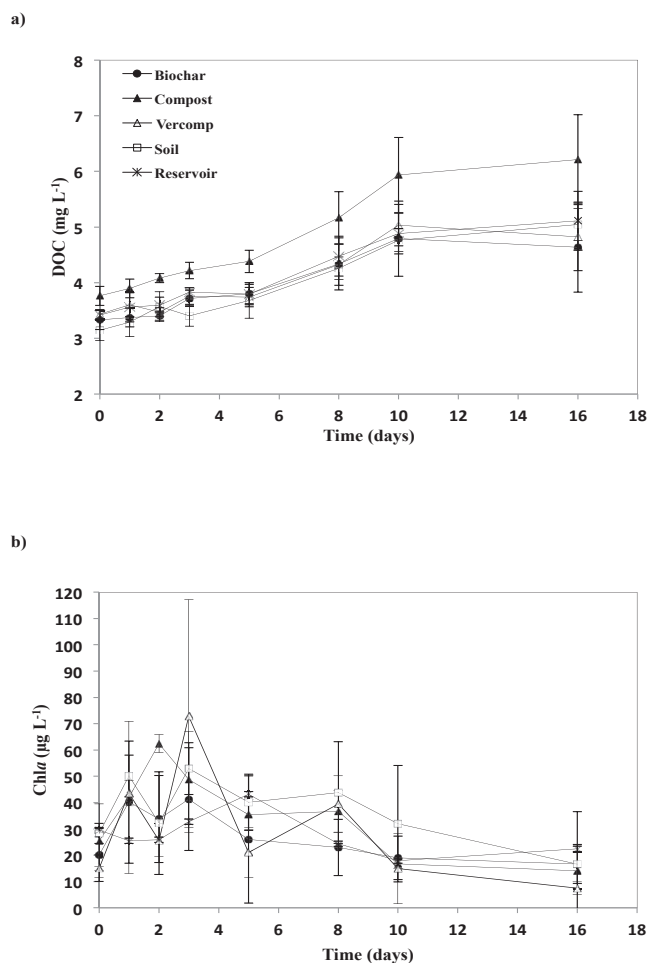 a)
8
7
6
5
4
3
2
DOC (mg L-1)
Biochar
Compost
Vercomp
Soil
Reservoir
0 2 4 6 8 10 12 14 16 18
Time (days)
b)
120
110
100
90
80
70
60
50
40
30
20
10
0
Chla (µg L-1)
0 2 4 6 8 10 12 14 16 18
Time (days)